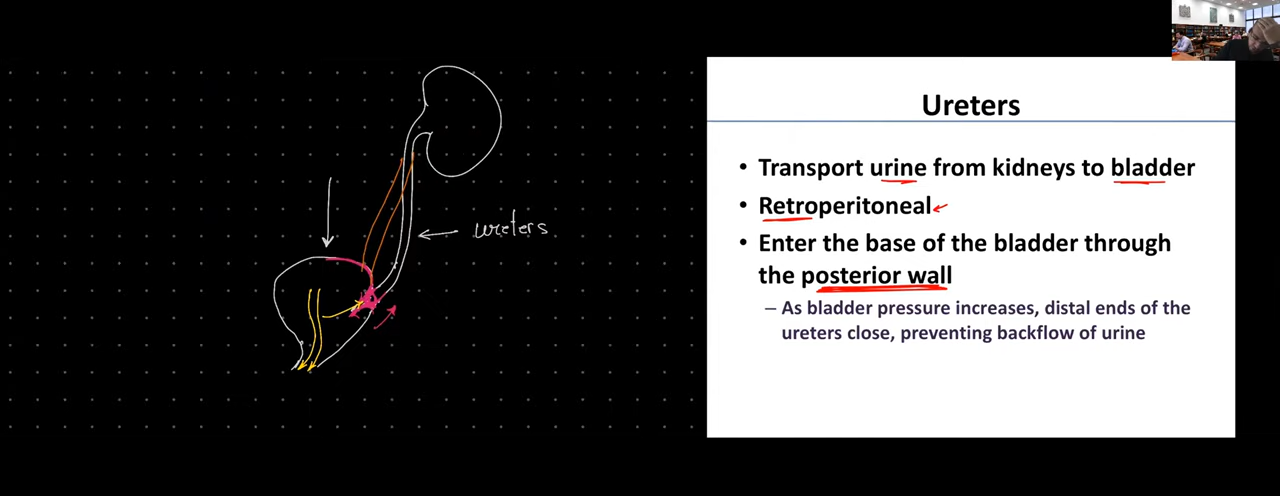 ureters
Ureters
• Transport urine from kidneys to bladder
• Retroperitoneal
• Enter the base of the bladder through
the posterior wall
– As bladder pressure increases, distal ends of the
ureters close, preventing backflow of urine